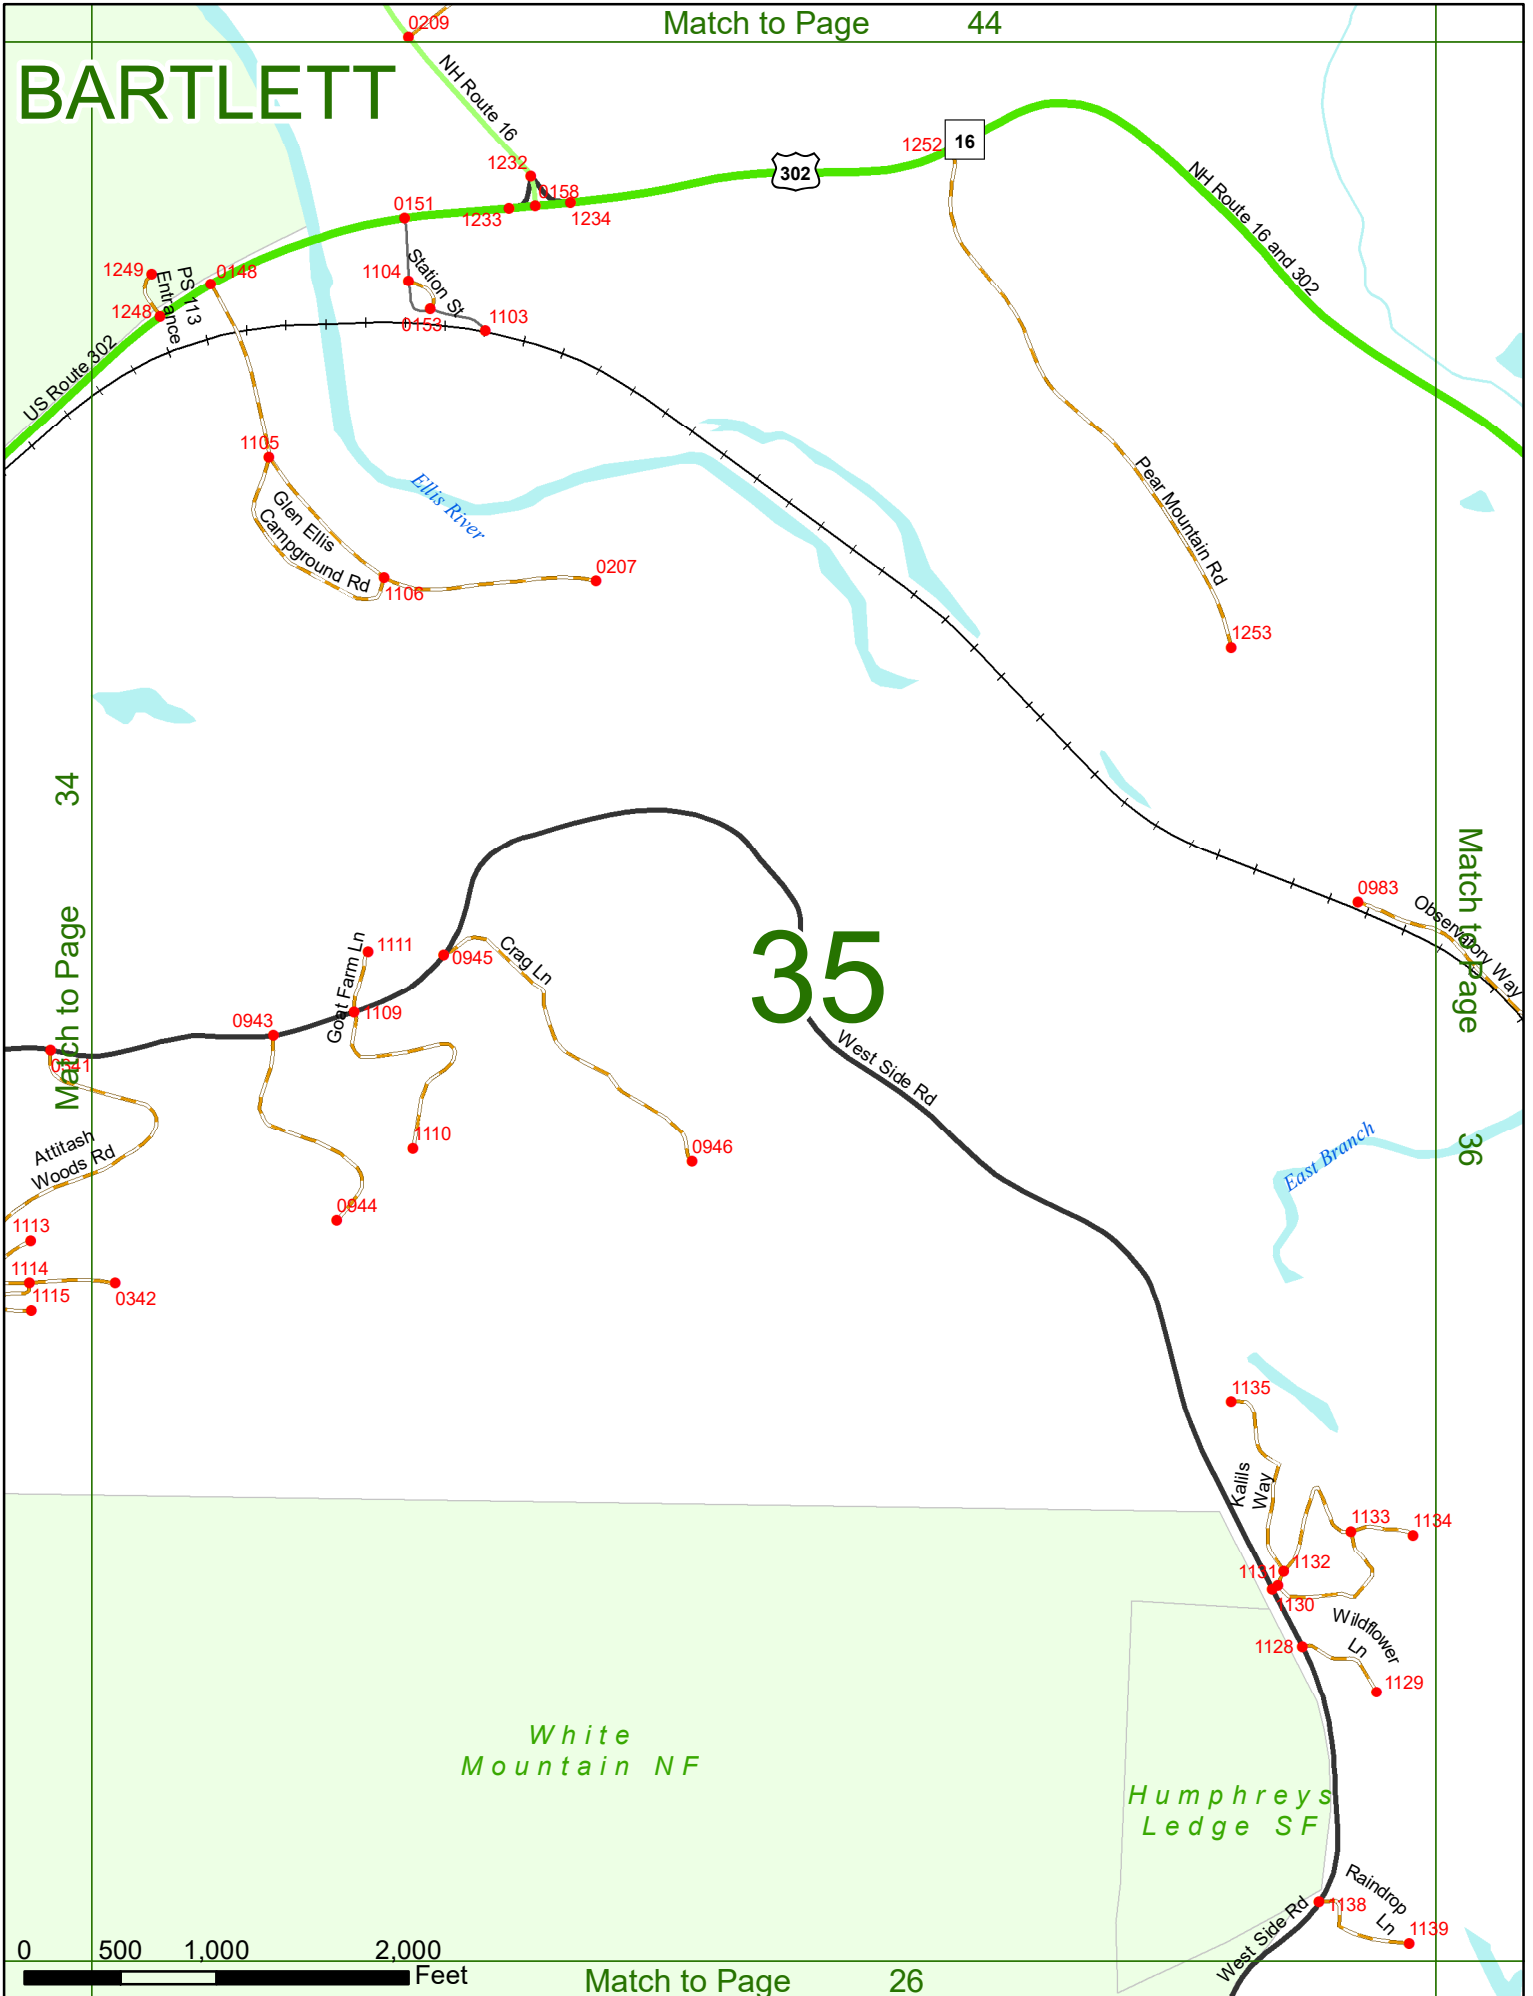 Match to Page 44
0209
BARTLETT
NH Route 16
1252
16
1232
302
0158
NH Route 16 and 302
0151
1233
1234
1249
PS 113
Entrance
0148
1104
Station St
1248
0153
1103
US Route 302
1105
Pear Mountain Rd
Ellis River
Glen Ellis
Campground Rd
0207
1106
1253
34
Match to Page
Match to Page
36
0983
Observatory Way
Goat Farm Ln
1111
0945
Crag Ln
35
1109
0943
0341
West Side Rd
Attitash
Woods Rd
1110
0946
East Branch
0944
1113
1114
1115
0342
1135
Kalils
Way
1133
1134
1132
1131
1130
Wildflower
Ln
1128
1129
White
Mountain NF
Humphreys
Ledge SF
Raindrop
Ln
1138
1139
West Side Rd
0 500 1,000 2,000
Feet
Match to Page 26